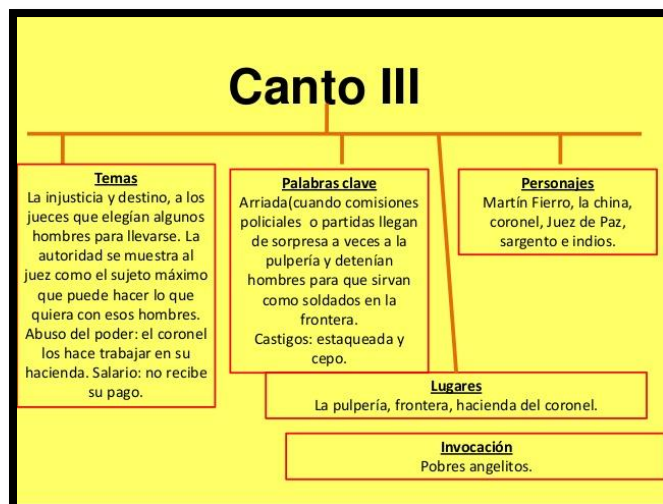 Canto III
Temas
La injusticia y destino, a los
jueces que elegían algunos
hombres para llevarse. La
autoridad se muestra al
juez como el sujeto máximo
que puede hacer lo que
quiera con esos hombres.
Abuso del poder: el coronel
los hace trabajar en su
hacienda. Salario: no recibe
su pago.
Palabras clave
Arriada(cuando comisiones
policiales o partidas llegan
de sorpresa a veces a la
pulpería y detenían
hombres para que sirvan
como soldados en la
frontera.
Castigos: estaqueada y
cepo.
Personajes
Martín Fierro, la china,
coronel, Juez de Paz,
sargento e indios.
Lugares
La pulpería, frontera, hacienda del coronel.
Invocación
Pobres angelitos.